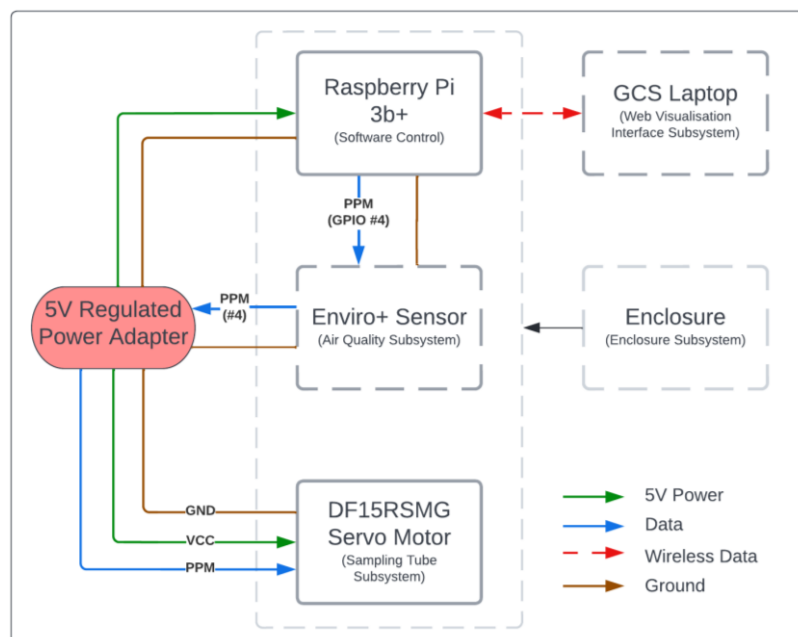 Raspberry Pi
3b+
(Software Control)
GCS Laptop
(Web Visualisation
Interface Subsystem)
PPM
(GPIO #4)
5V Regulated
Power Adapter
PPM
(#4)
Enviro+ Sensor
(Air Quality Subsystem)
Enclosure
(Enclosure Subsystem)
GND
VCC
PPM
DF15RSMG
Servo Motor
(Sampling Tube
Subsystem)
5V Power
Data
Wireless Data
Ground